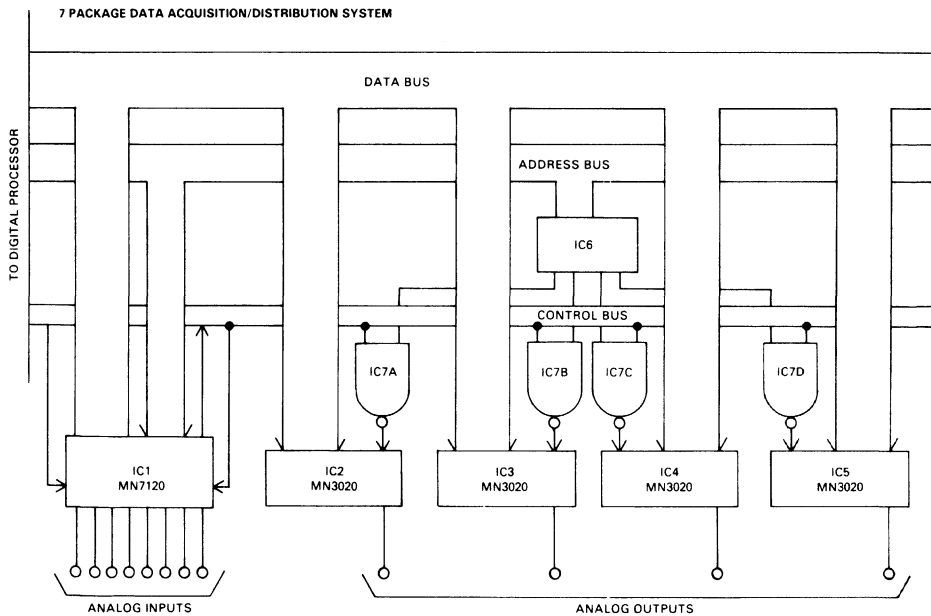 7 PACKAGE DATA ACQUISITION/DISTRIBUTION SYSTEM
TO DIGITAL PROCESSOR
DATA BUS
ADDRESS BUS
IC6
CONTROL BUS
IC7A
IC7B
IC7C
IC7D
IC1
MN7120
IC2
MN3020
IC3
MN3020
IC4
MN3020
IC5
MN3020
ANALOG INPUTS
ANALOG OUTPUTS